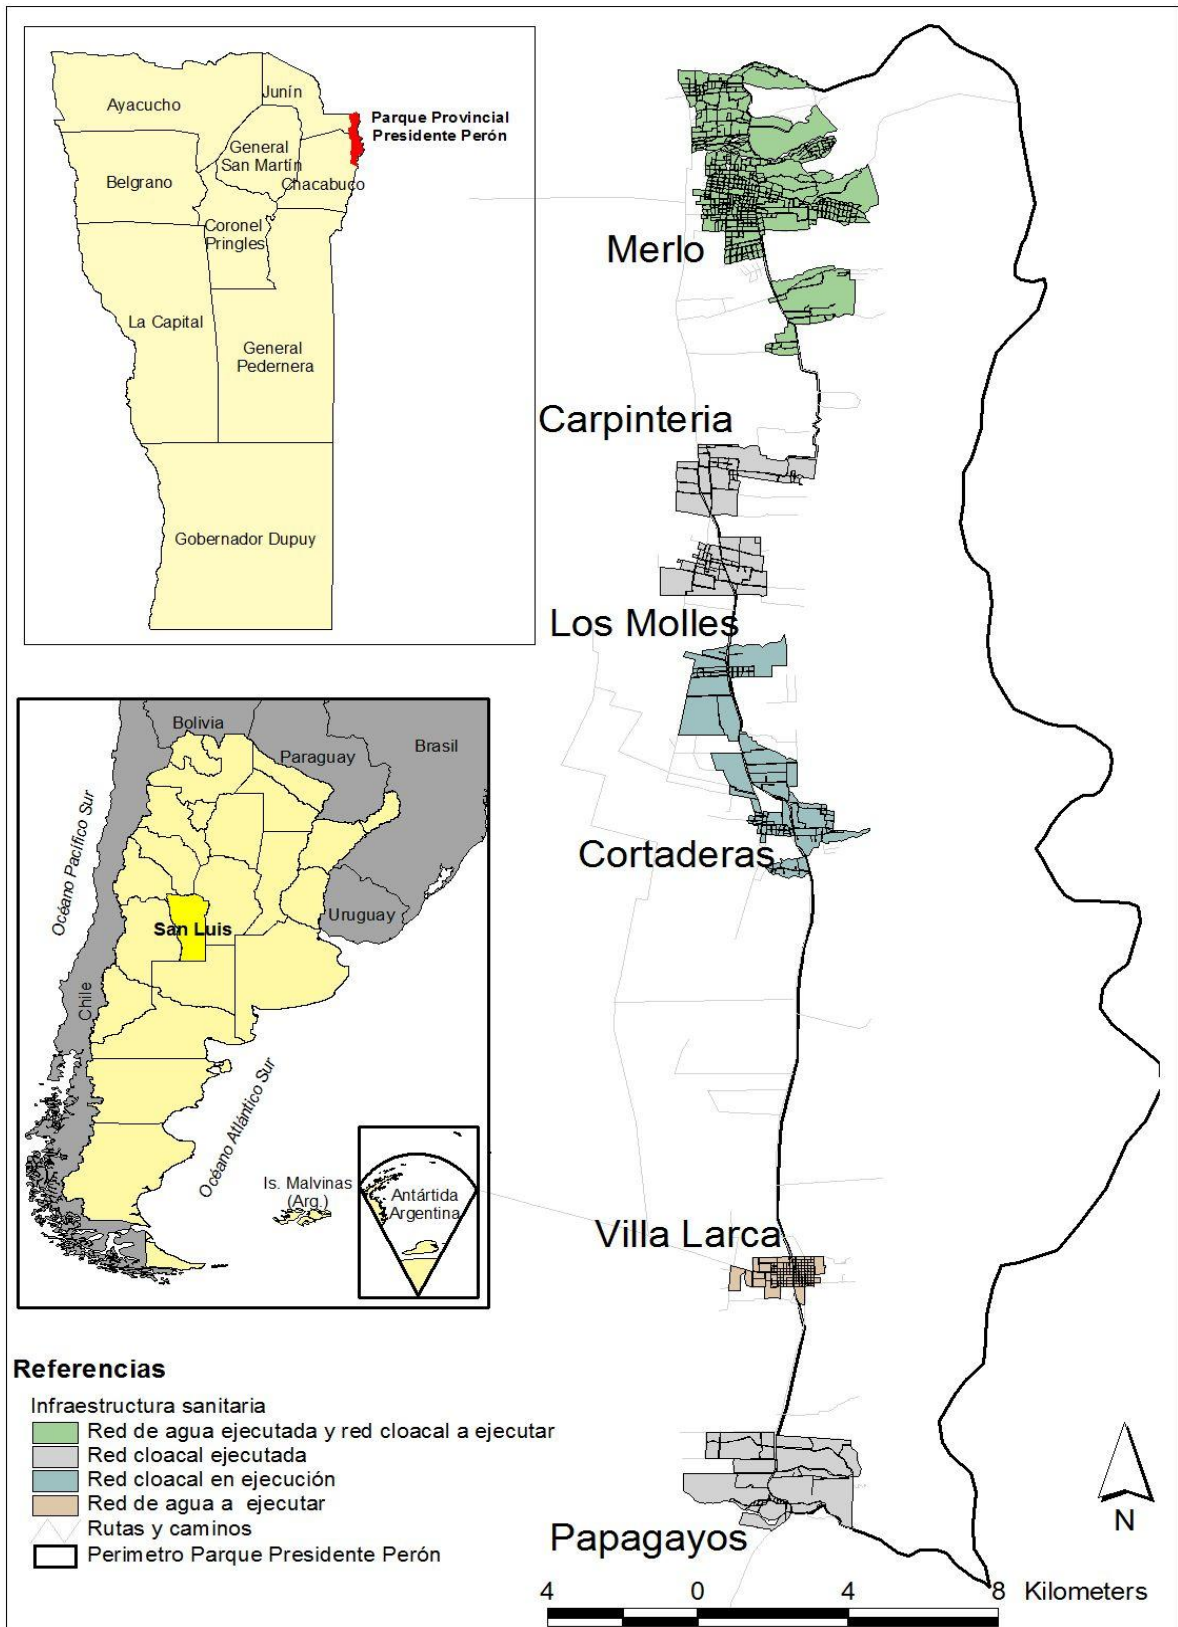 Ayacucho
Junín
Parque Provincial
Presidente Perón
General
San Martín
Belgrano
Chacabuco
Coronel
Pringles
La Capital
General
Pedernera
Gobernador Dupuy
Merlo
Carpinteria
Los Molles
Cortaderas
Villa Larca
Papagayos
Bolivia
Paraguay
Brasil
Océano Pacífico Sur
San Luis
Uruguay
Chile
Océano Atlántico Sur
Is. Malvinas
(Arg.)
Antártida
Argentina
Referencias
Infraestructura sanitaria
Red de agua ejecutada y red cloacal a ejecutar
Red cloacal ejecutada
Red cloacal en ejecución
Red de agua a ejecutar
Rutas y caminos
Perimetro Parque Presidente Perón
N
4 0 4 8 Kilometers